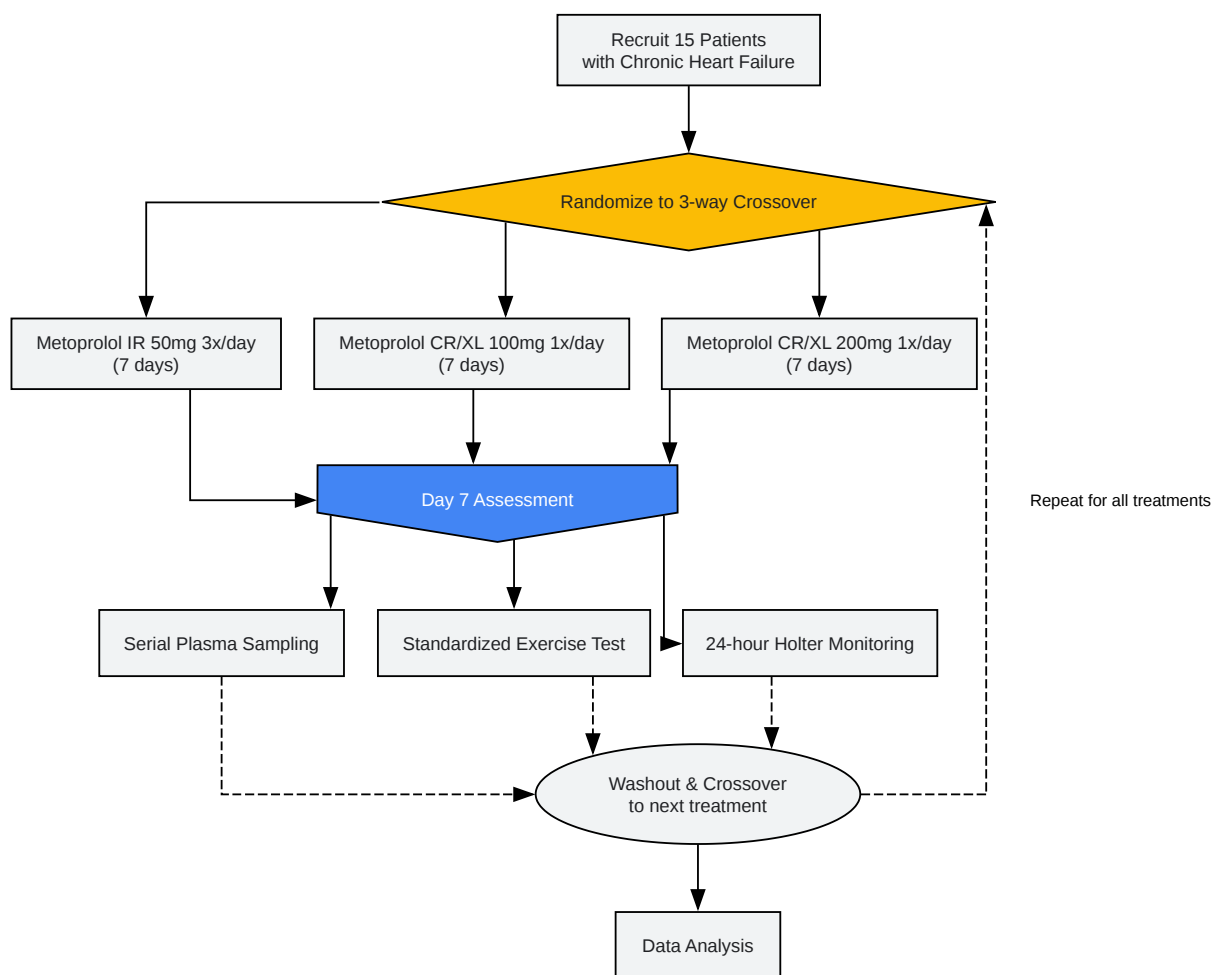 Recruit 15 Patients
with Chronic Heart Failure
Randomize to 3-way Crossover
Metoprolol IR 50mg 3x/day
(7 days)
Metoprolol CR/XL 100mg 1x/day
(7 days)
Metoprolol CR/XL 200mg 1x/day
(7 days)
Day 7 Assessment
Repeat for all treatments
Serial Plasma Sampling
Standardized Exercise Test
24-hour Holter Monitoring
Washout & Crossover
to next treatment
Data Analysis